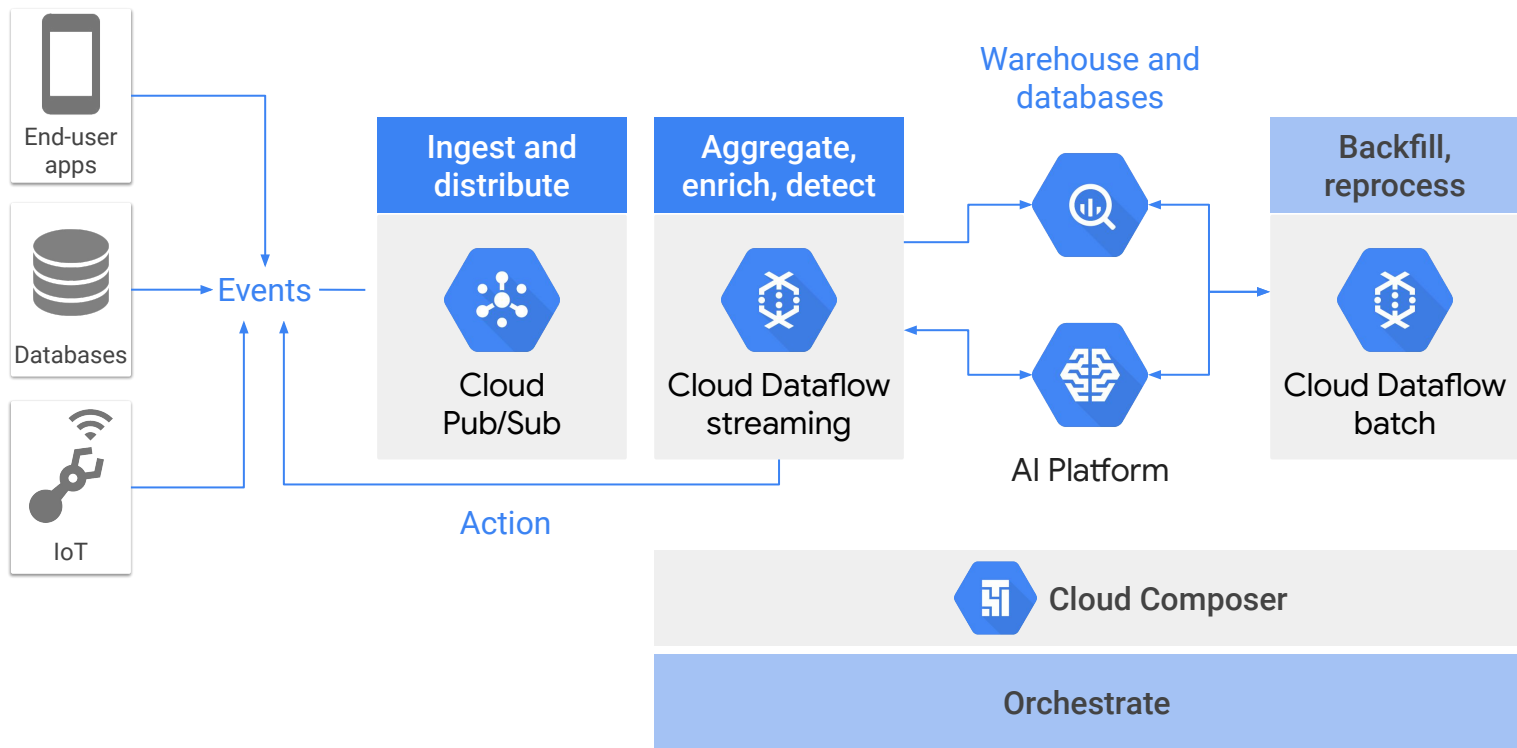 End-user
apps
Databases
IoT
Events
Ingest and
distribute
Cloud
Pub/Sub
Aggregate,
enrich, detect
Cloud Dataflow
streaming
Action
Warehouse and
databases
AI Platform
Backfill,
reprocess
Cloud Dataflow
batch
Cloud Composer
Orchestrate